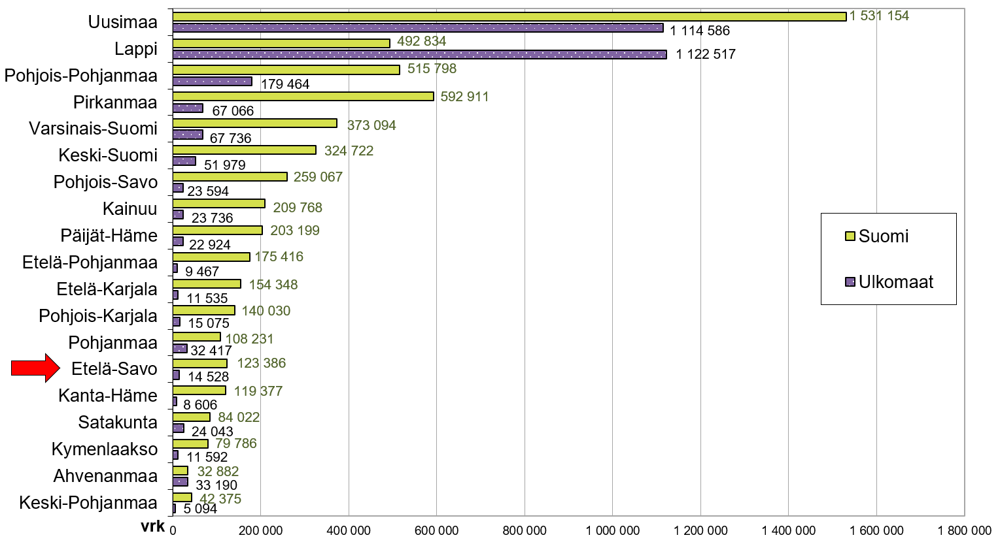 Uusimaa
1 531 154
1 114 586
Lappi
492 834
1 122 517
Pohjois-Pohjanmaa
515 798
179 464
Pirkanmaa
592 911
67 066
Varsinais-Suomi
373 094
67 736
Keski-Suomi
324 722
51 979
Pohjois-Savo
259 067
23 594
Kainuu
209 768
23 736
Päijät-Häme
203 199
22 924
Etelä-Pohjanmaa
175 416
9 467
Etelä-Karjala
154 348
11 535
Pohjois-Karjala
140 030
15 075
Pohjanmaa
108 231
32 417
Etelä-Savo
123 386
14 528
Kanta-Häme
119 377
8 606
Satakunta
84 022
24 043
Kymenlaakso
79 786
11 592
Ahvenanmaa
32 882
33 190
Keski-Pohjanmaa
42 375
5 094
Suomi
Ulkomaat
vrk 0 200 000 400 000 600 000 800 000 1 000 000 1 200 000 1 400 000 1 600 000 1 800 000